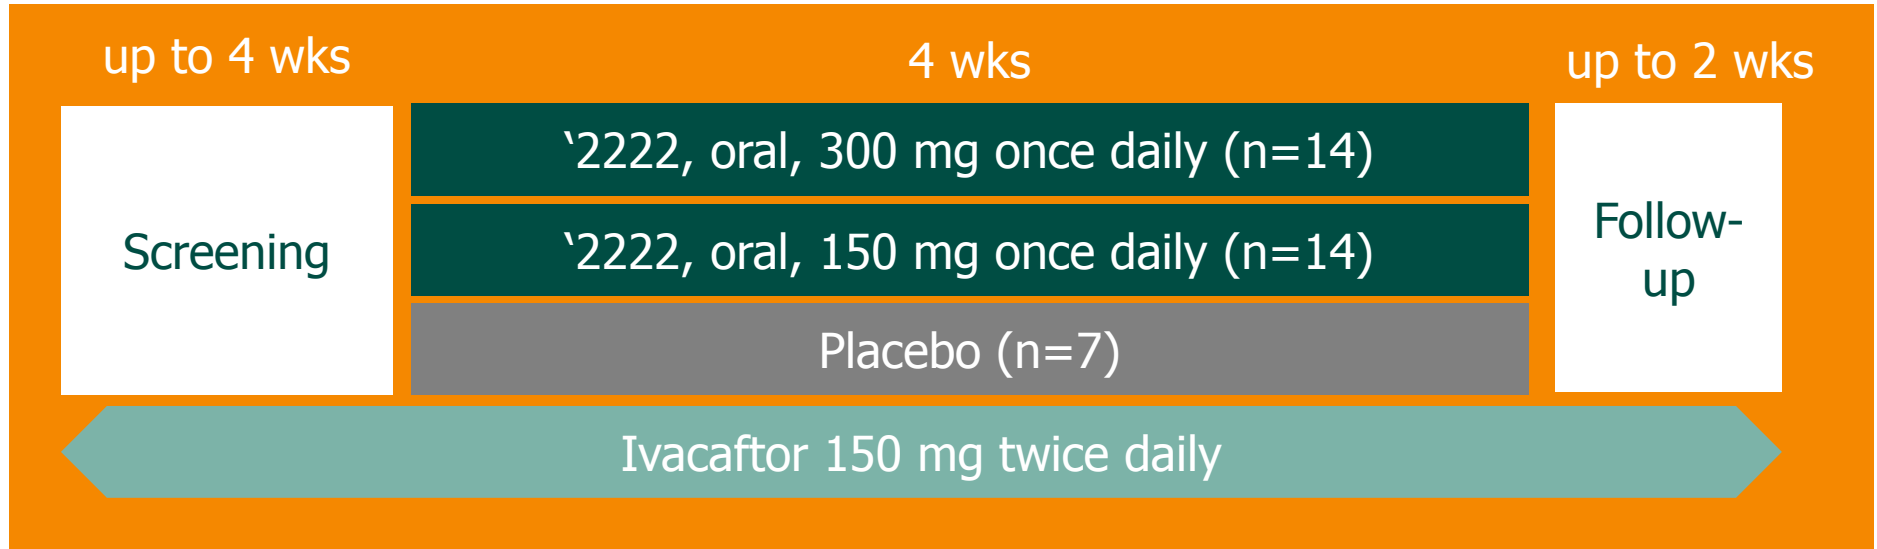 up to 4 wks
4 wks
up to 2 wks
Screening
‘2222, oral, 300 mg once daily (n=14)
‘2222, oral, 150 mg once daily (n=14)
Placebo (n=7)
Follow-
up
Ivacaftor 150 mg twice daily